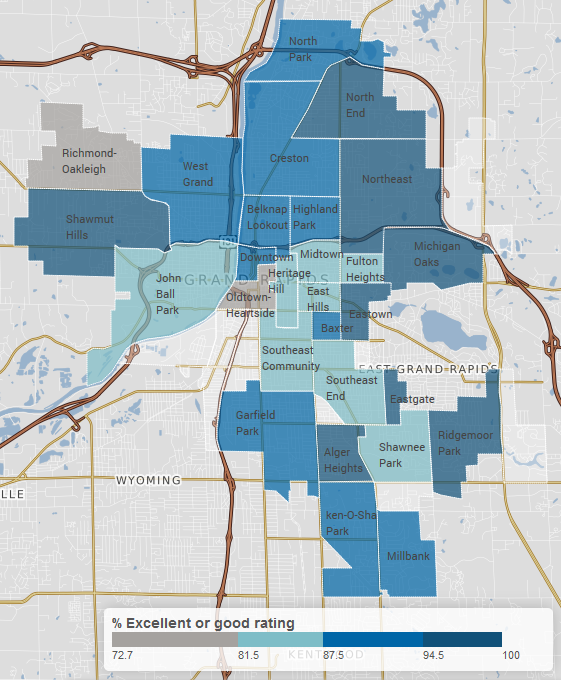 North
Park
North
End
Richmond-
Oakleigh
West
Grand
Creston
Northeast
Shawmut
Hills
Belknap
Lookout
Highland
Park
Michigan
Oaks
Downtown
Midtown
Fulton
Heights
GRAND RAPIDS
Heritage
Hill
John
Ball
Park
Oldtown-
Heartside
East
Hills
Eastown
Baxter
Southeast
Community
EAST GRAND RAPIDS
Southeast
End
Eastgate
Garfield
Park
Alger
Heights
Shawnee
Park
Ridgemoor
Park
WYOMING
LLE
ken-O-Sha
Park
Millbank
% Excellent or good rating
72.7 81.5 87.5 94.5 100
KENTWOOD